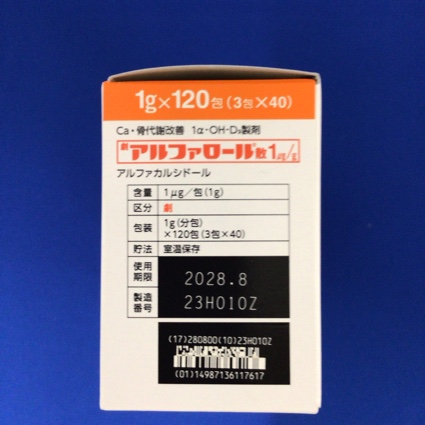 1g×120包(3包×40)
Ca・骨代謝改善 1α・OH-D₃製剤
劇 アルファロール®散1μg/g
アルファカルシドール
含量 1μg/包(1g)
区分 劇
包装 1g(分包)
×120包(3包×40)
貯法 室温保存
使用
期限 2028.8
製造
番号 23H010Z
(17)280800(10)23H010Z
(01)14987136117617